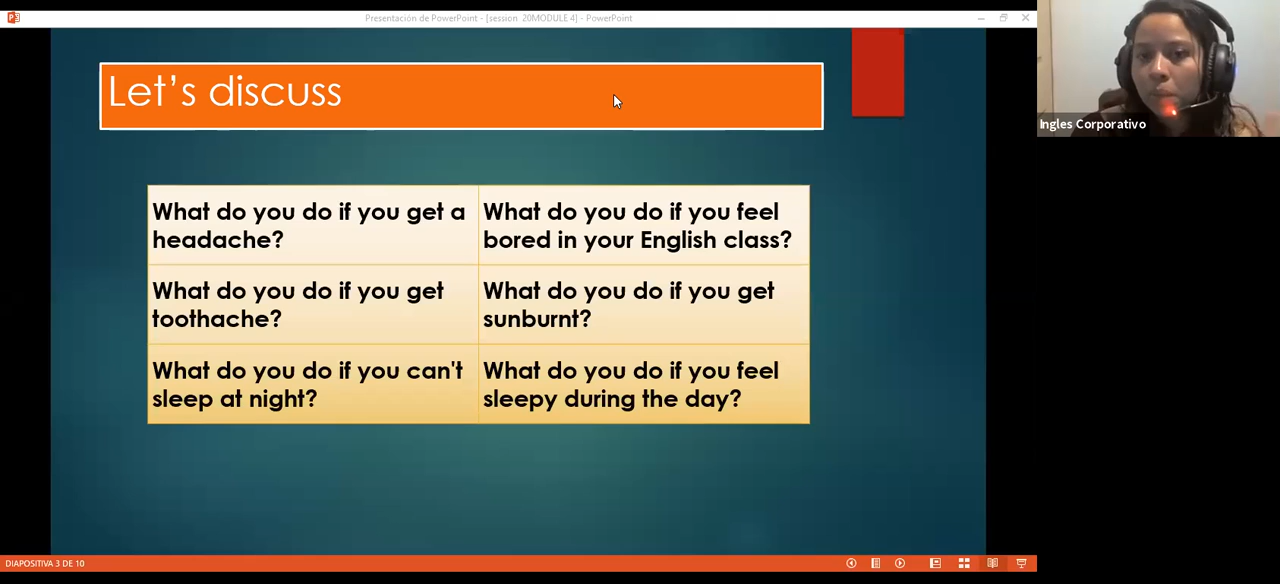 Presentación de PowerPoint - [session 20MODULE 4] - PowerPoint
Let's discuss
What do you do if you get a
headache?
What do you do if you feel
bored in your English class?
What do you do if you get
toothache?
What do you do if you get
sunburnt?
What do you do if you can't
sleep at night?
What do you do if you feel
sleepy during the day?
Ingles Corporativo
DIAPOSITIVA 3 DE 10